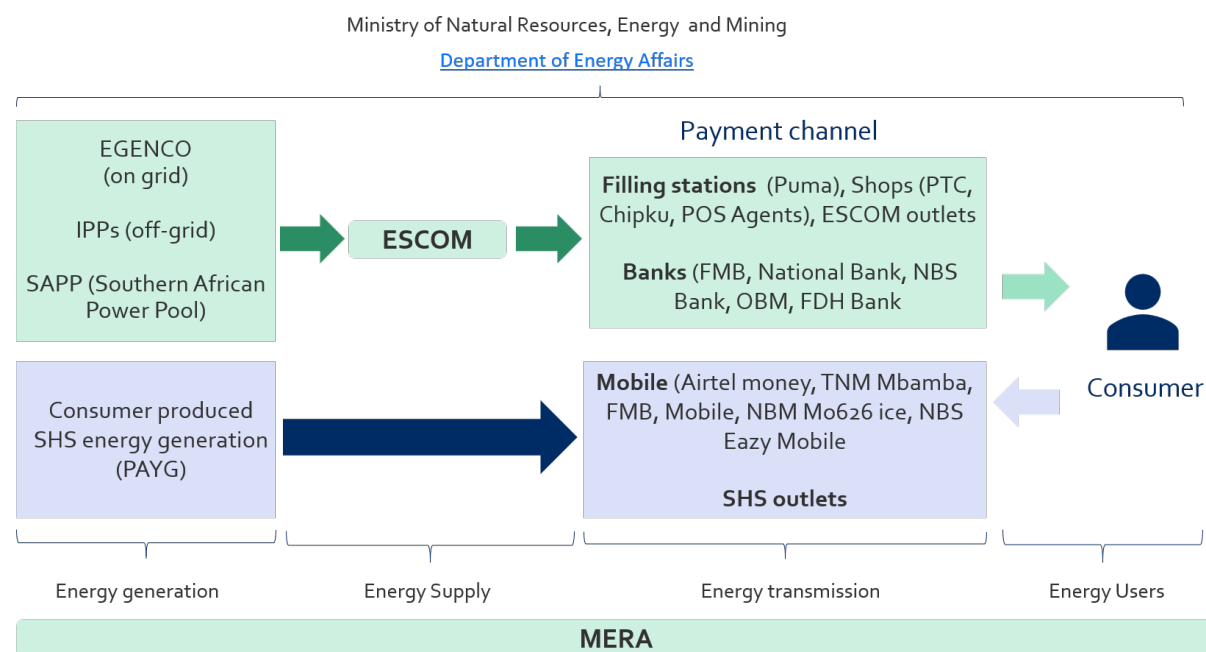 Ministry of Natural Resources, Energy and Mining
Department of Energy Affairs
EGENCO
(on grid)
IPPs (off-grid)
SAPP (Southern African
Power Pool)
ESCOM
Payment channel
Filling stations (Puma), Shops (PTC,
Chipku, POS Agents), ESCOM outlets
Banks (FMB, National Bank, NBS
Bank, OBM, FDH Bank
Consumer
Consumer produced
SHS energy generation
(PAYG)
Mobile (Airtel money, TNM Mbamba,
FMB, Mobile, NBM Mo626 ice, NBS
Eazy Mobile
SHS outlets
Energy generation
Energy Supply
Energy transmission
Energy Users
MERA